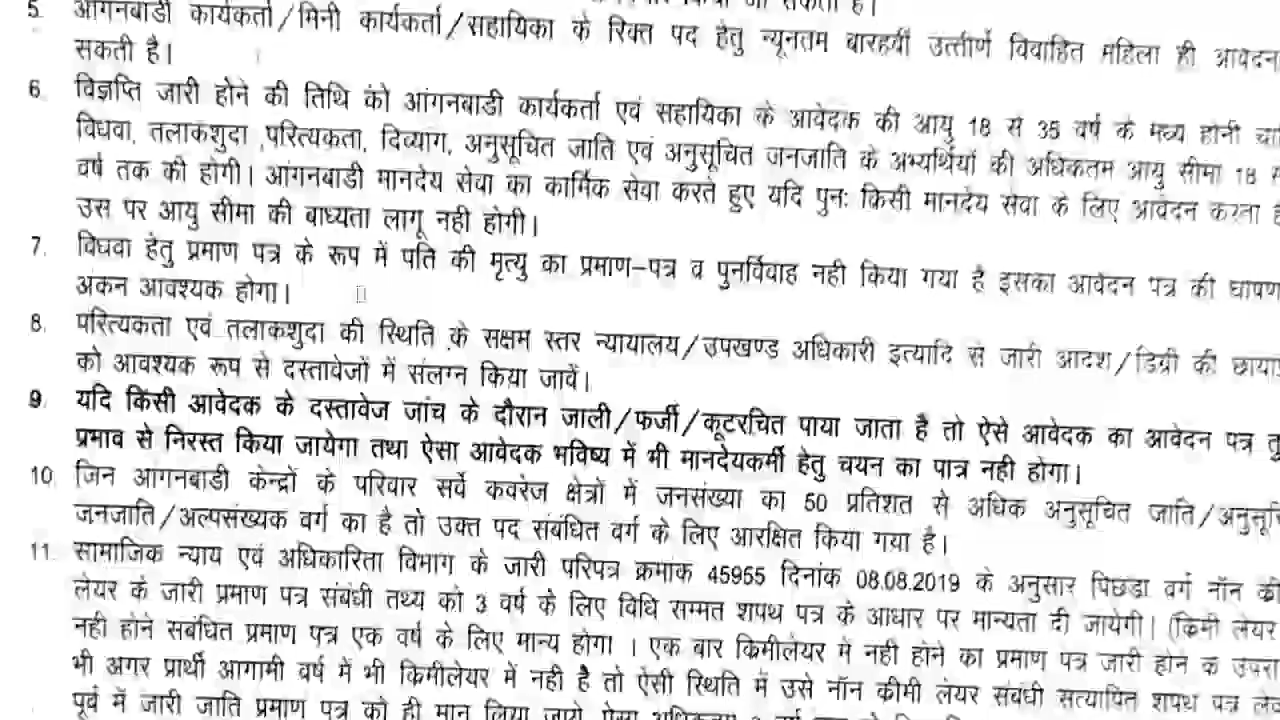 5. आंगनबाडी कार्यकर्ता/मिनी कार्यकर्ता/सहायिका के रिक्त पद हेतु न्यूनतम बारहवीं उत्तीर्ण विवाहित महिला ही आवेदन
सकती है।
6. विज्ञप्ति जारी होने की तिथि को आंगनबाडी कार्यकर्ता एवं सहायिका के आवेदक की आयु 18 से 35 वर्ष के मध्य होनी
विधवा, तलाकशुदा ,परित्यकता, दिव्याग, अनुसूचित जाति एवं अनुसूचित जनजाति के अभ्यर्थियों की अधिकतम आयु सीमा 18
वर्ष तक की होगी। आंगनबाडी मानदेय सेवा का कार्मिक सेवा करते हुए यदि पुनः किसी मानदेय सेवा के लिए आवेदन करता
उस पर आयु सीमा की बाध्यता लागू नही होगी।
7. विधवा हेतु प्रमाण पत्र के रूप में पति की मृत्यु का प्रमाण–पत्र व पुनर्विवाह नही किया गया है इसका आवेदन पत्र की
अकन आवश्यक होगा।
8. परित्यकता एवं तलाकशुदा की स्थिति के सक्षम स्तर न्यायालय/उपखण्ड अधिकारी इत्यादि से जारी आदश/डिग्री की
को आवश्यक रूप से दस्तावेजों में संलग्न किया जावें।
9. यदि किसी आवेदक के दस्तावेज जांच के दौरान जाली/फर्जी/कूटरचित पाया जाता है तो ऐसे आवेदक का आवेदन पत्र
प्रभाव से निरस्त किया जायेगा तथा ऐसा आवेदक भविष्य में भी मानदेयकर्मी हेतु चयन का पात्र नही होगा।
10. जिन आगनबाडी केन्द्रों के परिवार सर्वे कवरेज क्षेत्रों में जनसंख्या का 50 प्रतिशत से अधिक अनुसूचित जाति/
जनजाति/अल्पसंख्यक वर्ग का है तो उक्त पद संबंधित वर्ग के लिए आरक्षित किया गया है।
11. सामाजिक न्याय एवं अधिकारिता विभाग के जारी परिपत्र क्रमाक 45955 दिनांक 08.08.2019 के अनुसार पिछडा वर्ग नॉन
लेयर के जारी प्रमाण पत्र संबंधी तथ्य को 3 वर्ष के लिए विधि सम्मत शपथ पत्र के आधार पर मान्यता दी जायेगी। (क्रिमी लेयर
नही होने सबंधित प्रमाण पत्र एक वर्ष के लिए मान्य होगा । एक बार क्रिमीलेयर में नही होने का प्रमाण पत्र जारी होने के
भी अगर प्रार्थी आगामी वर्ष में भी क्रिमीलेयर में नही है तो ऐसी स्थिति में उसे नॉन क्रीमी लेयर संबंधी सत्यापित शपथ पत्र
पूर्व में जारी जाति प्रमाण पत्र को ही मान लिया जाये